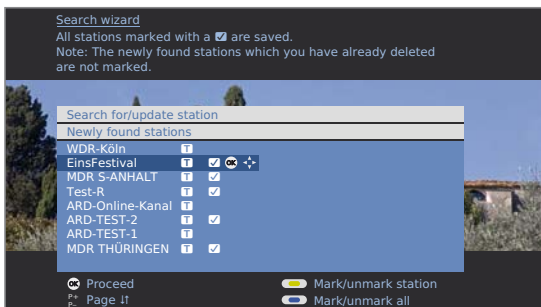 Search wizard
All stations marked with a ☑ are saved.
Note: The newly found stations which you have already deleted
are not marked.
Search for/update station
Newly found stations
WDR-Köln T
EinsFestival T ☑ OK
MDR S-ANHALT T ☑
Test-R T ☑
ARD-Online-Kanal T
ARD-TEST-2 T ☑
ARD-TEST-1 T
MDR THÜRINGEN T ☑
OK Proceed
Mark/unmark station
P+ P− Page ↓↑
Mark/unmark all